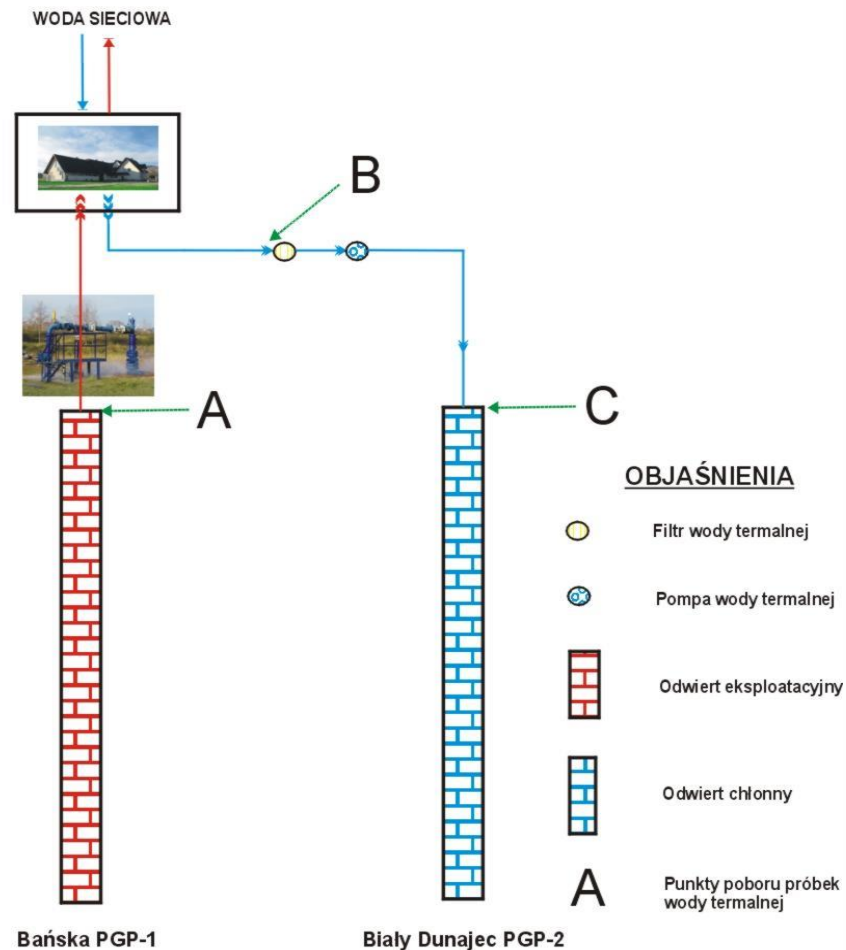 WODA SIECIOWA
B
A
C
OBJAŚNIENIA
Filtr wody termalnej
Pompa wody termalnej
Odwiert eksploatacyjny
Odwiert chłonny
A
Punkty poboru próbek
wody termalnej
Bańska PGP-1
Biały Dunajec PGP-2